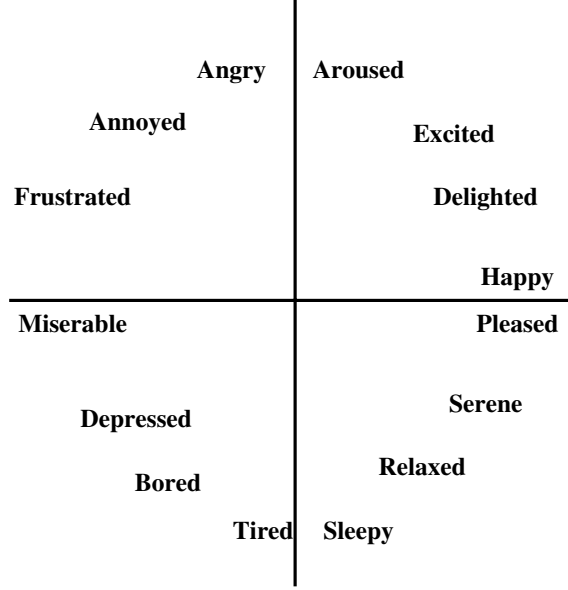 Angry Aroused
Annoyed
Excited
Frustrated Delighted
Happy
Miserable Pleased
Serene
Depressed
Relaxed
Bored
Tired Sleepy